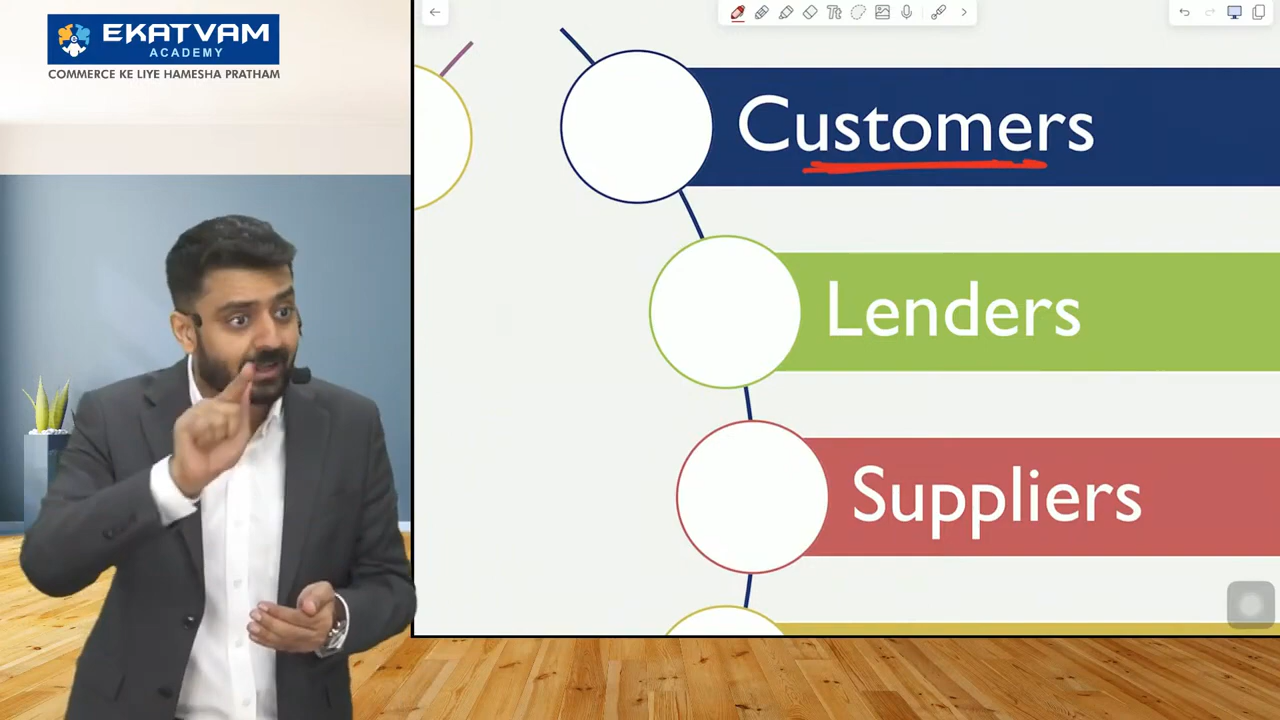 EKATVAM
ACADEMY
COMMERCE KE LIYE HAMESHA PRATHAM
Customers
Lenders
Suppliers